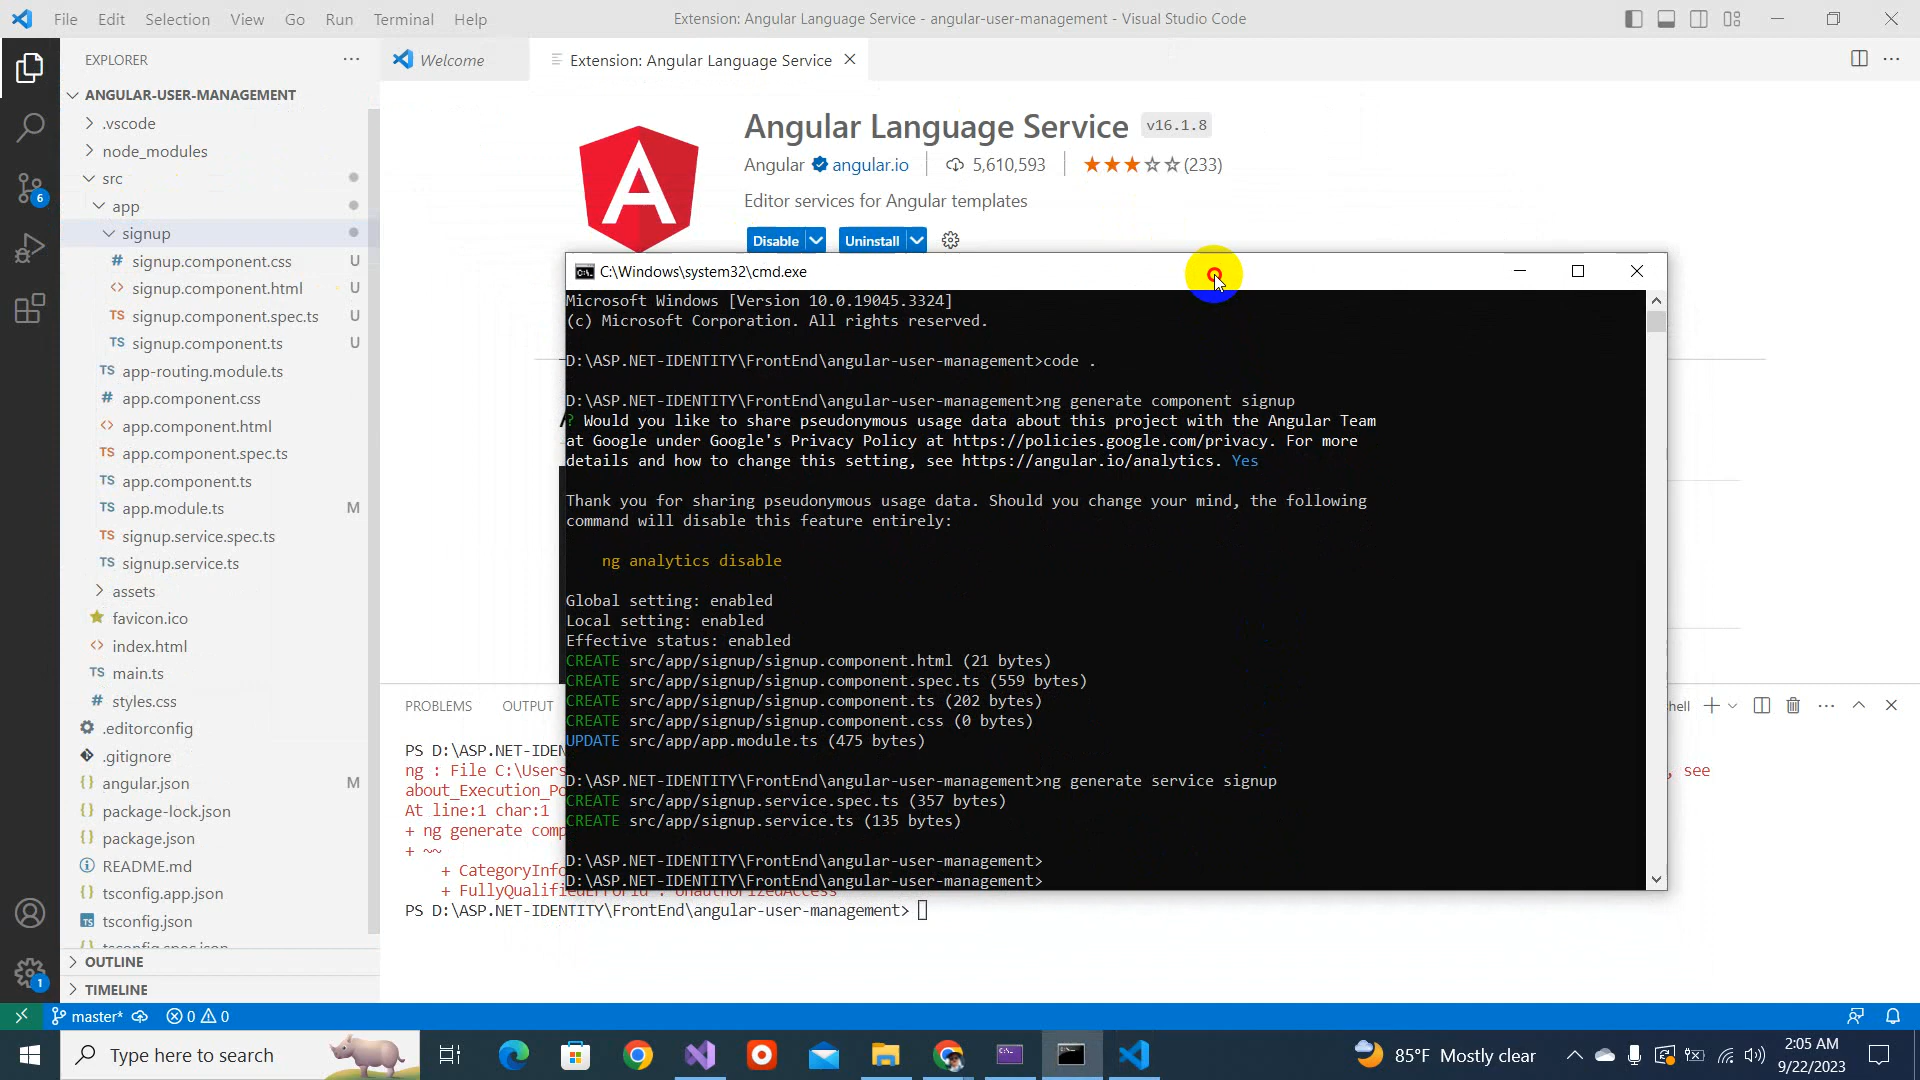 File Edit Selection View Go Run Terminal Help
Extension: Angular Language Service - angular-user-management - Visual Studio Code
EXPLORER
Welcome
Extension: Angular Language Service
ANGULAR-USER-MANAGEMENT
.vscode
node_modules
src
app
signup
signup.component.css U
signup.component.html U
signup.component.spec.ts U
signup.component.ts U
app-routing.module.ts
app.component.css
app.component.html
app.component.spec.ts
app.component.ts
app.module.ts M
signup.service.spec.ts
signup.service.ts
assets
favicon.ico
index.html
main.ts
styles.css
.editorconfig
.gitignore
angular.json M
package-lock.json
package.json
README.md
tsconfig.app.json
tsconfig.json
tsconfig.spec.json
OUTLINE
TIMELINE
Angular Language Service v16.1.8
Angular angular.io 5,610,593 (233)
Editor services for Angular templates
Disable Uninstall
C:\Windows\system32\cmd.exe
Microsoft Windows [Version 10.0.19045.3324]
(c) Microsoft Corporation. All rights reserved.
D:\ASP.NET-IDENTITY\FrontEnd\angular-user-management>code .
D:\ASP.NET-IDENTITY\FrontEnd\angular-user-management>ng generate component signup
? Would you like to share pseudonymous usage data about this project with the Angular Team
at Google under Google's Privacy Policy at https://policies.google.com/privacy. For more
details and how to change this setting, see https://angular.io/analytics. Yes
Thank you for sharing pseudonymous usage data. Should you change your mind, the following
command will disable this feature entirely:
ng analytics disable
Global setting: enabled
Local setting: enabled
Effective status: enabled
CREATE src/app/signup/signup.component.html (21 bytes)
CREATE src/app/signup/signup.component.spec.ts (559 bytes)
CREATE src/app/signup/signup.component.ts (202 bytes)
CREATE src/app/signup/signup.component.css (0 bytes)
UPDATE src/app/app.module.ts (475 bytes)
D:\ASP.NET-IDENTITY\FrontEnd\angular-user-management>ng generate service signup
CREATE src/app/signup.service.spec.ts (357 bytes)
CREATE src/app/signup.service.ts (135 bytes)
D:\ASP.NET-IDENTITY\FrontEnd\angular-user-management>
D:\ASP.NET-IDENTITY\FrontEnd\angular-user-management>
PROBLEMS OUTPUT
hell
PS D:\ASP.NET-IDEN
ng : File C:\Users , see
about_Execution_Po
At line:1 char:1
+ ng generate comp
+ ~~
+ CategoryInfo
+ FullyQualifiedErrorId : UnauthorizedAccess
PS D:\ASP.NET-IDENTITY\FrontEnd\angular-user-management>
6
1
master* 0 0
Type here to search
85°F Mostly clear
2:05 AM
9/22/2023